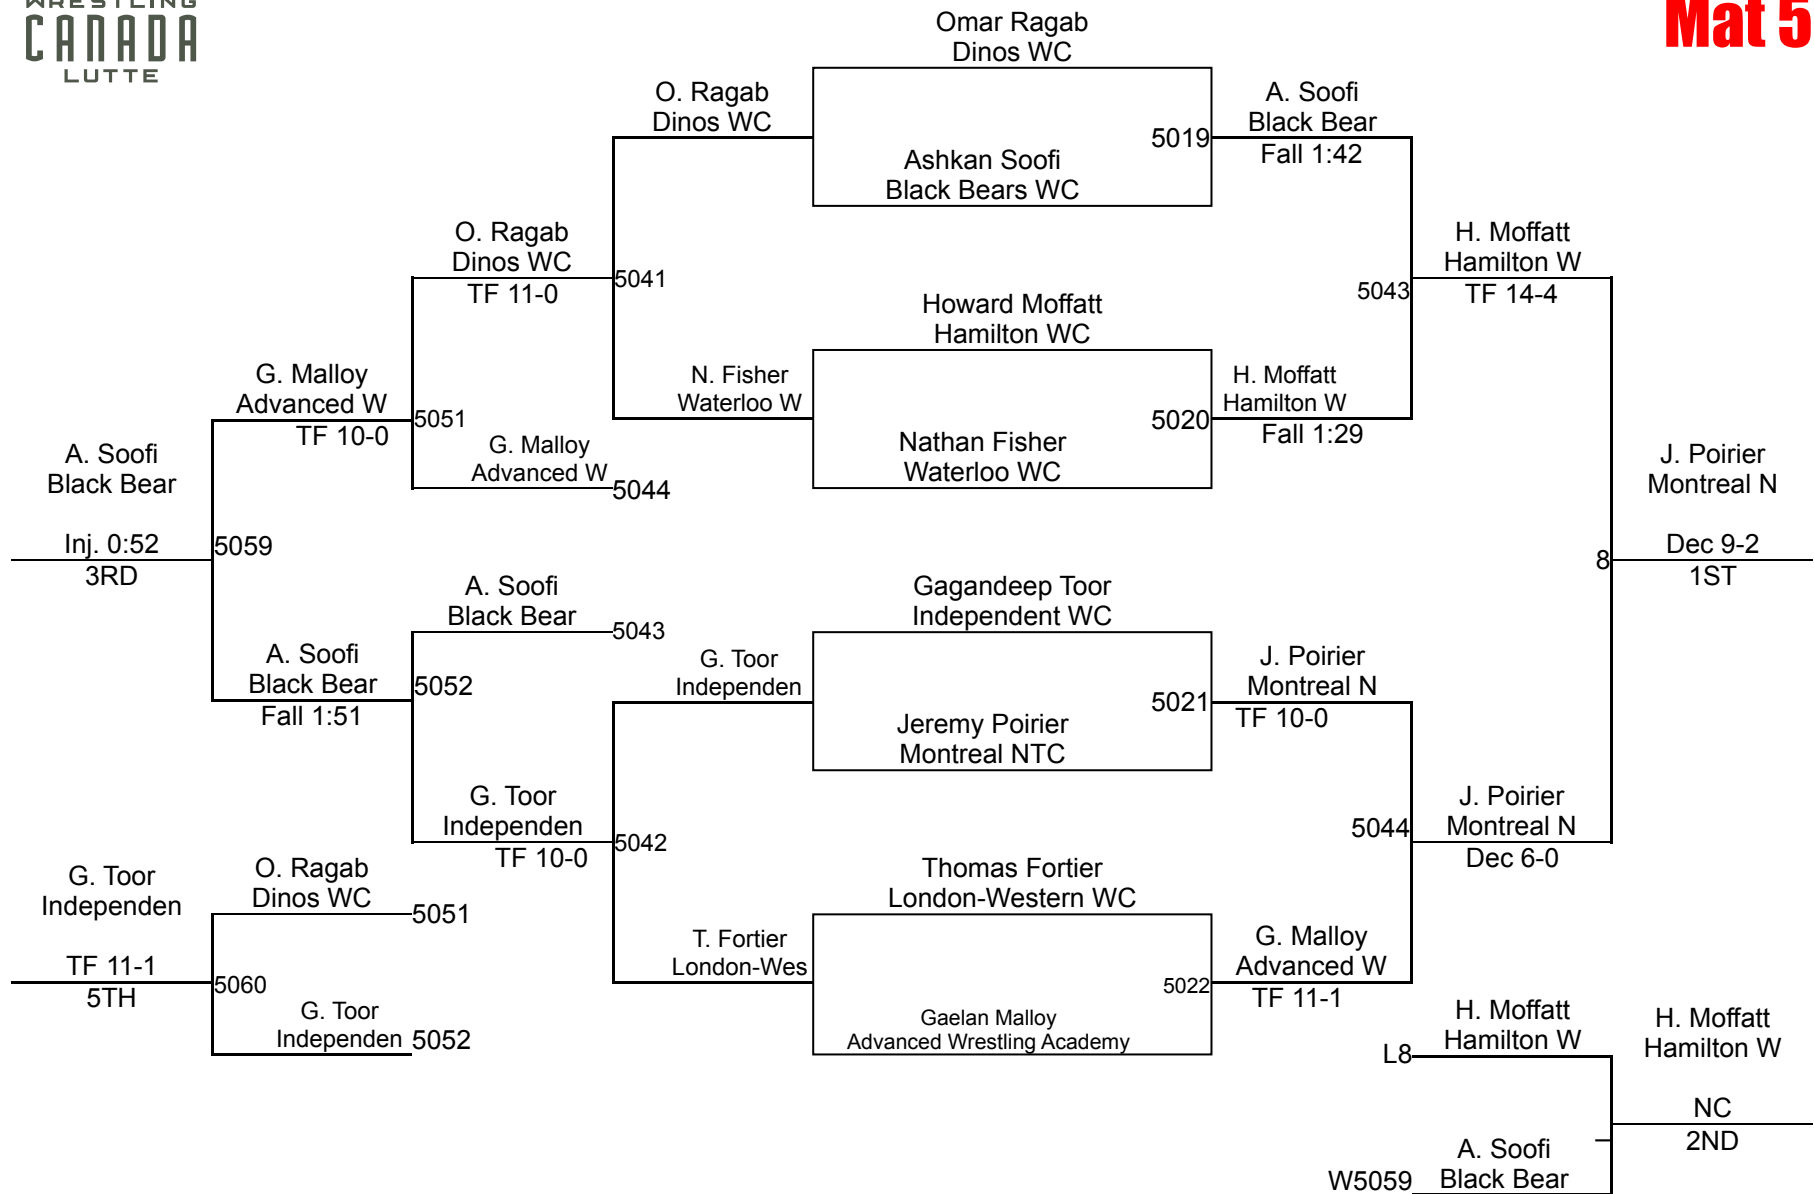 WRESTLING
CANADA
LUTTE
Mat 5
Omar Ragab
Dinos WC
O. Ragab
Dinos WC
A. Soofi
Black Bear
5019
Fall 1:42
Ashkan Soofi
Black Bears WC
O. Ragab
Dinos WC
TF 11-0
5041
H. Moffatt
Hamilton W
TF 14-4
5043
Howard Moffatt
Hamilton WC
G. Malloy
Advanced W
TF 10-0
5051
N. Fisher
Waterloo W
H. Moffatt
Hamilton W
5020
Fall 1:29
Nathan Fisher
Waterloo WC
G. Malloy
Advanced W
5044
A. Soofi
Black Bear
Inj. 0:52
3RD
5059
J. Poirier
Montreal N
8
Dec 9-2
1ST
A. Soofi
Black Bear
5043
Gagandeep Toor
Independent WC
A. Soofi
Black Bear
Fall 1:51
5052
G. Toor
Independen
J. Poirier
Montreal N
5021
TF 10-0
Jeremy Poirier
Montreal NTC
G. Toor
Independen
TF 10-0
5042
5044
J. Poirier
Montreal N
Dec 6-0
G. Toor
Independen
TF 11-1
5TH
O. Ragab
Dinos WC
5051
Thomas Fortier
London-Western WC
T. Fortier
London-Wes
G. Malloy
Advanced W
5022
TF 11-1
5060
G. Toor
Independen
5052
Gaelan Malloy
Advanced Wrestling Academy
H. Moffatt
Hamilton W
L8
H. Moffatt
Hamilton W
NC
2ND
A. Soofi
W5059 Black Bear